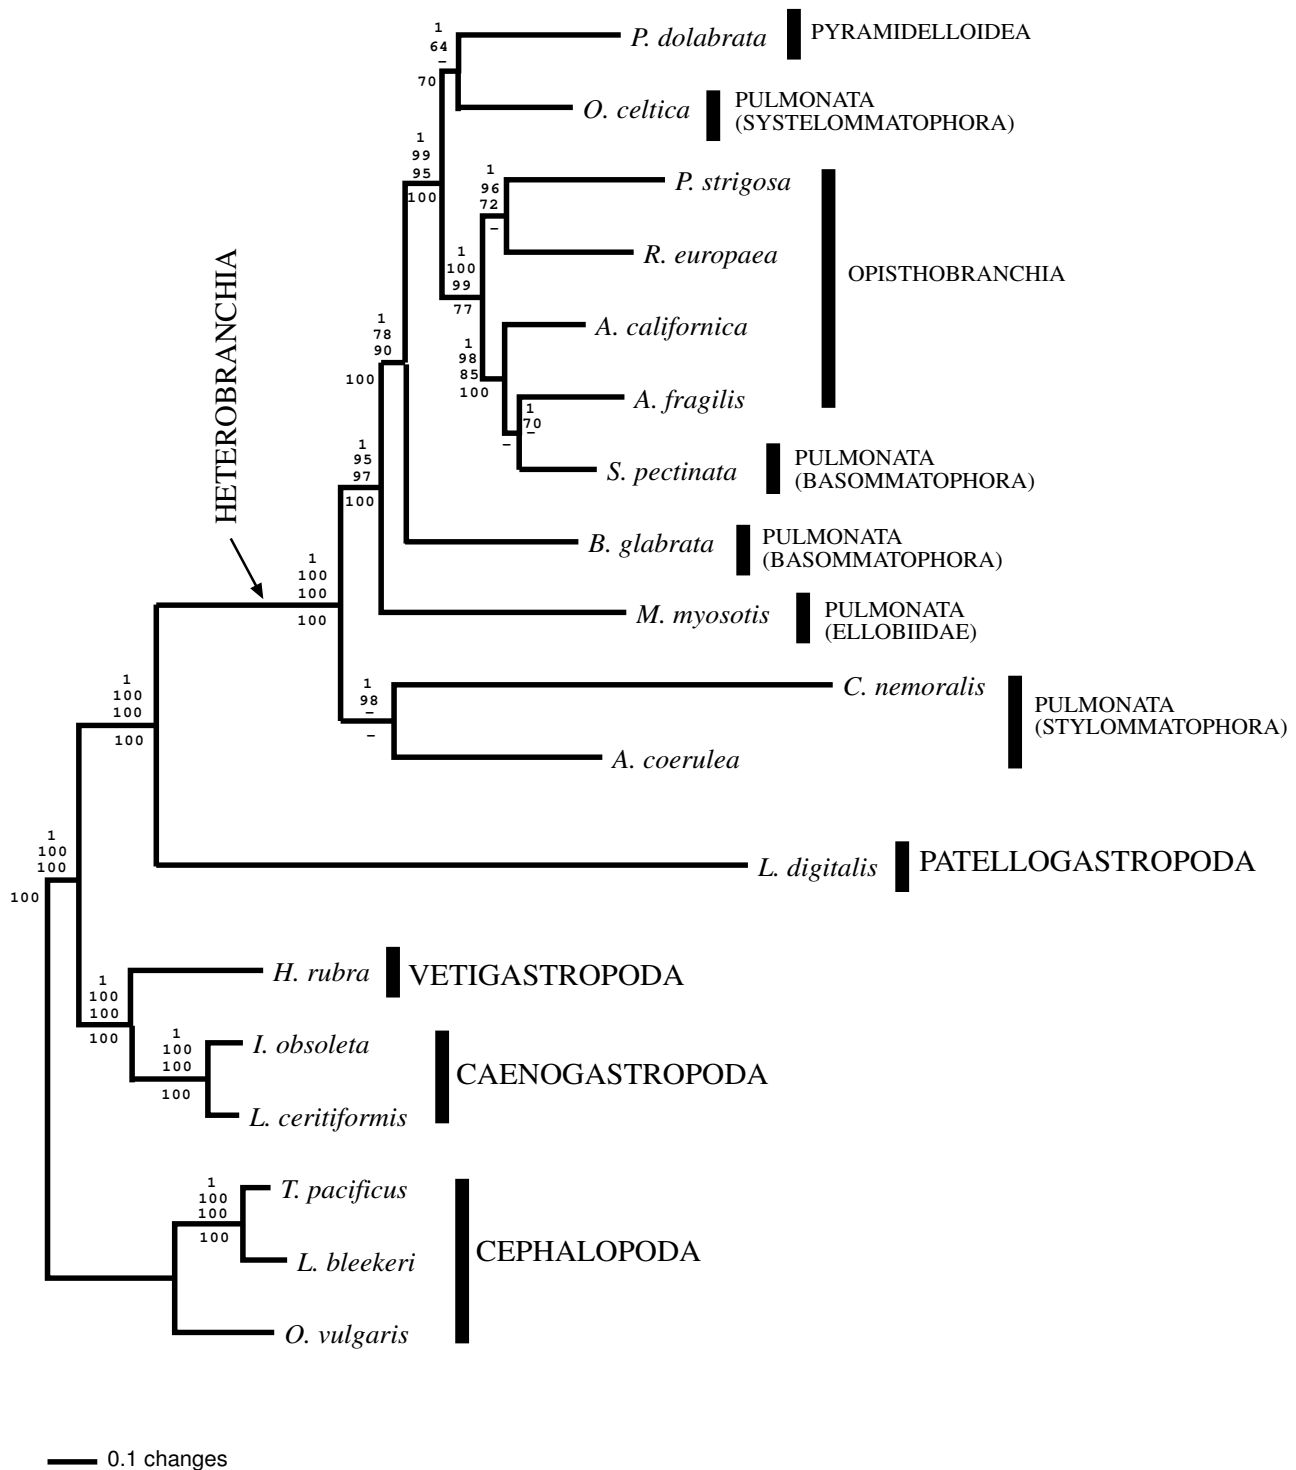 1
64
–
70
P. dolabrata
PYRAMIDELLOIDEA
O. celtica
PULMONATA
(SYSTELOMMATOPHORA)
1
99
95
100
1
96
72
–
P. strigosa
R. europaea
OPISTHOBRANCHIA
1
100
99
77
A. californica
1
98
85
100
A. fragilis
1
70
–
–
S. pectinata
PULMONATA
(BASOMMATOPHORA)
1
78
90
100
B. glabrata
PULMONATA
(BASOMMATOPHORA)
1
95
97
100
M. myosotis
PULMONATA
(ELLOBIIDAE)
HETEROBRANCHIA
1
100
100
100
1
98
–
–
C. nemoralis
A. coerulea
PULMONATA
(STYLOMMATOPHORA)
1
100
100
100
L. digitalis
PATELLOGASTROPODA
1
100
100
100
H. rubra
VETIGASTROPODA
1
100
100
100
I. obsoleta
1
100
100
100
L. ceritiformis
CAENOGASTROPODA
T. pacificus
1
100
100
100
L. bleekeri
CEPHALOPODA
O. vulgaris
0.1 changes